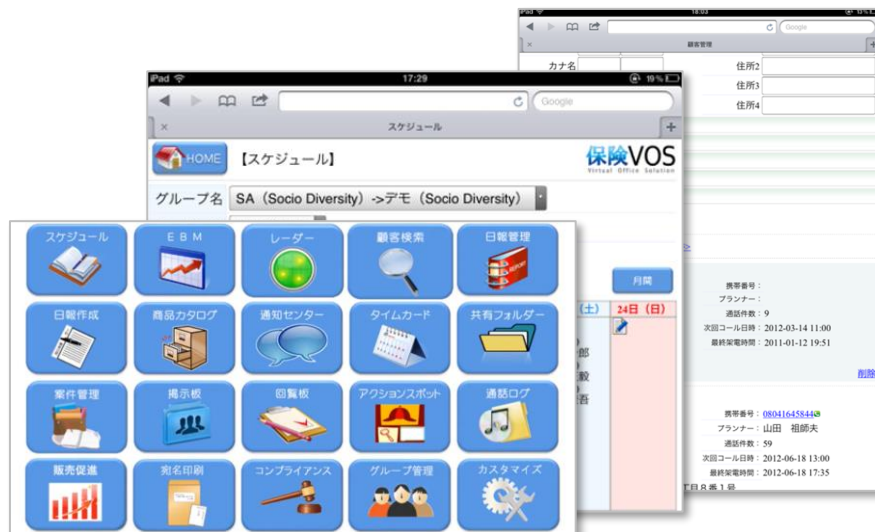 iPad 18:03 13%
Google
顧客管理
カナ名 住所2
住所3
住所4
携帯番号：
プランナー：
通話件数：9
次回コール日時：2012-03-14 11:00
最終架電時間：2011-01-12 19:51
削除
携帯番号：08041645844
プランナー：山田 祖師夫
通話件数：59
次回コール日時：2012-06-18 13:00
最終架電時間：2012-06-18 17:35
丁目８番１号
iPad 17:29 19%
Google
スケジュール
HOME 【スケジュール】 保険VOS
Virtual Office Solution
グループ名 SA（Socio Diversity）->デモ（Socio Diversity）
月間
（土） 24日（日）
郎
毅
吾
スケジュール ＥＢＭ レーダー 顧客検索 日報管理
REPORT
日報作成 商品カタログ 通知センター タイムカード 共有フォルダー
案件管理 掲示板 回覧板 アクションスポット 通話ログ
販売促進 宛名印刷 コンプライアンス グループ管理 カスタマイズ